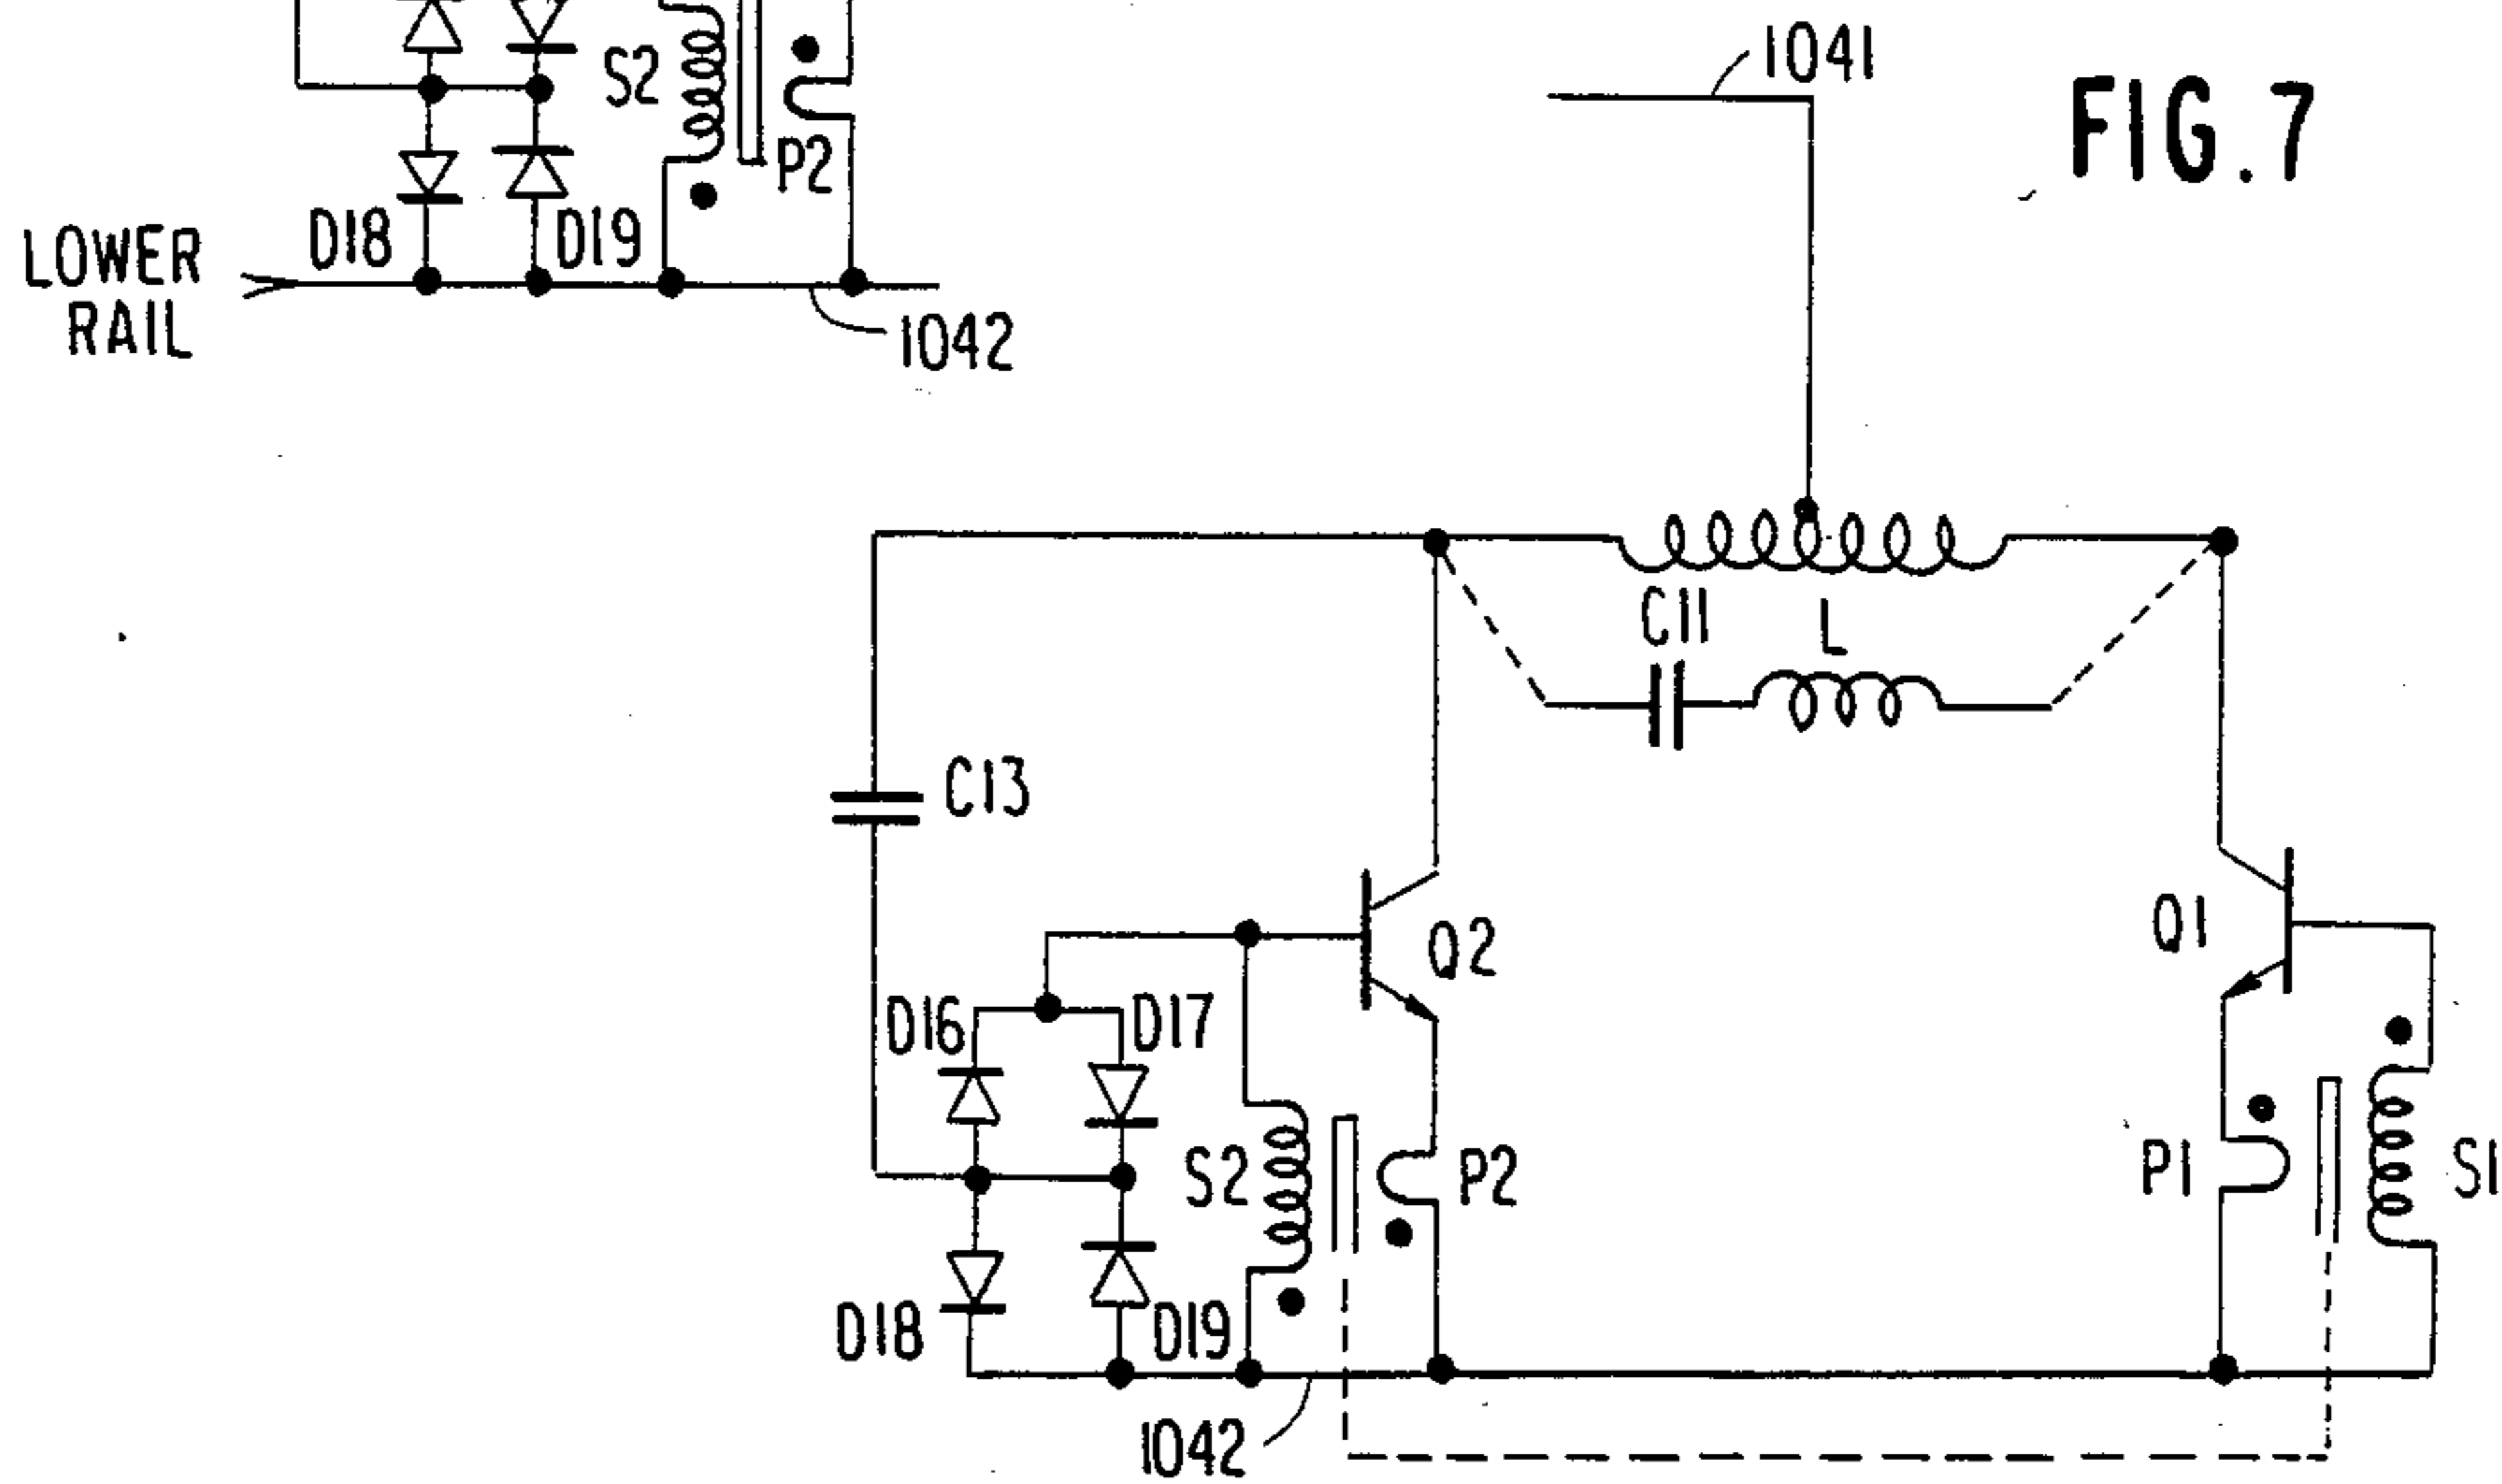 S2
P2
D18
D19
LOWER
RAIL
1042
1041
FIG.7
C11
L
C13
Q2
Q1
D16
D17
S2
P2
P1
S1
D18
D19
1042